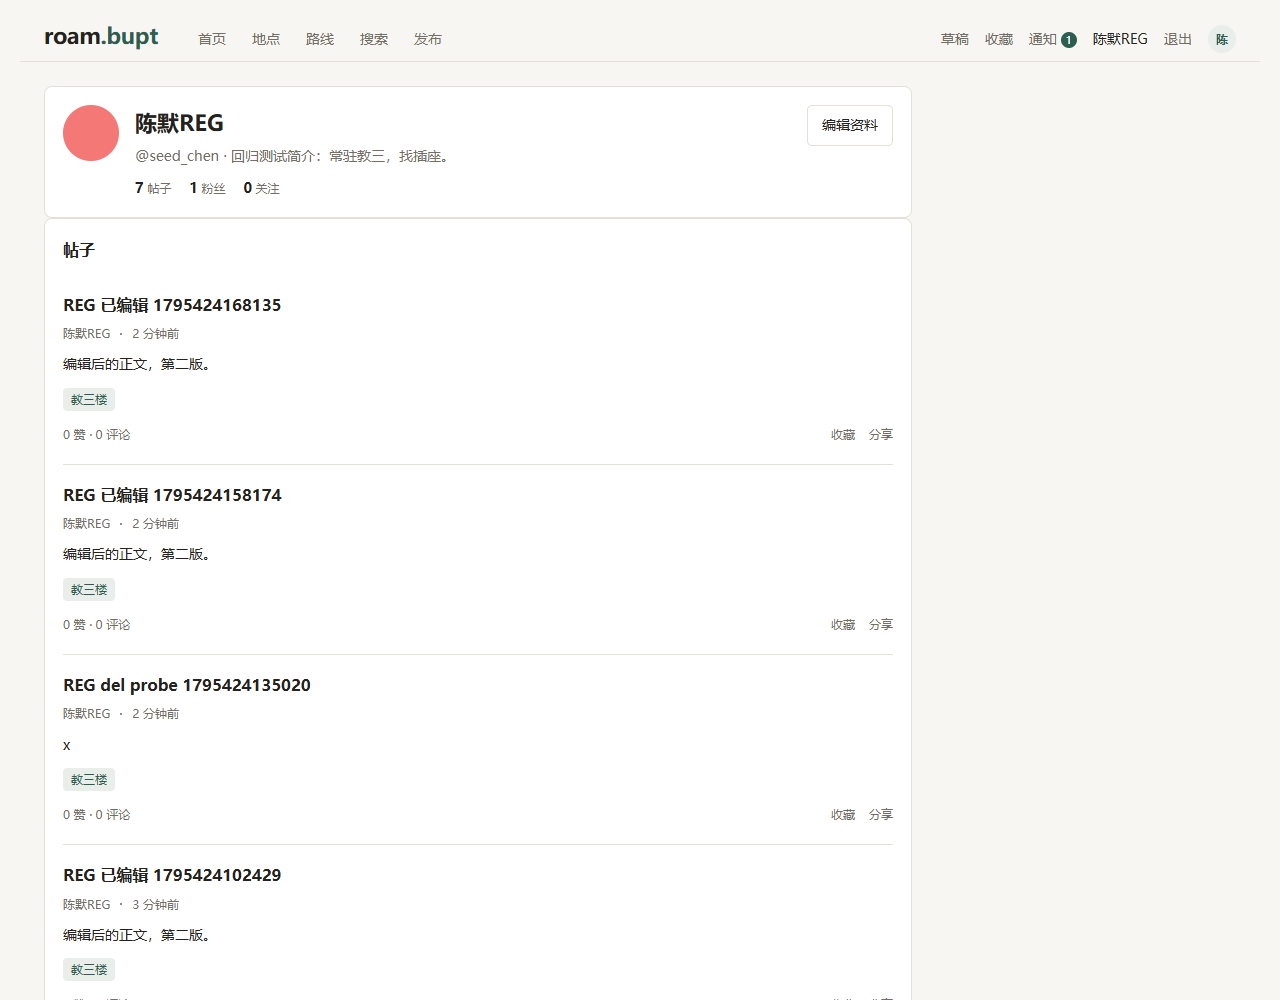 roam.bupt 首页 地点 路线 搜索 发布 草稿 收藏 通知 1 陈默REG 退出 陈
陈默REG
编辑资料
@seed_chen · 回归测试简介：常驻教三，找插座。
7 帖子 1 粉丝 0 关注
帖子
REG 已编辑 1795424168135
陈默REG · 2 分钟前
编辑后的正文，第二版。
教三楼
0 赞 · 0 评论 收藏 分享
REG 已编辑 1795424158174
陈默REG · 2 分钟前
编辑后的正文，第二版。
教三楼
0 赞 · 0 评论 收藏 分享
REG del probe 1795424135020
陈默REG · 2 分钟前
x
教三楼
0 赞 · 0 评论 收藏 分享
REG 已编辑 1795424102429
陈默REG · 3 分钟前
编辑后的正文，第二版。
教三楼